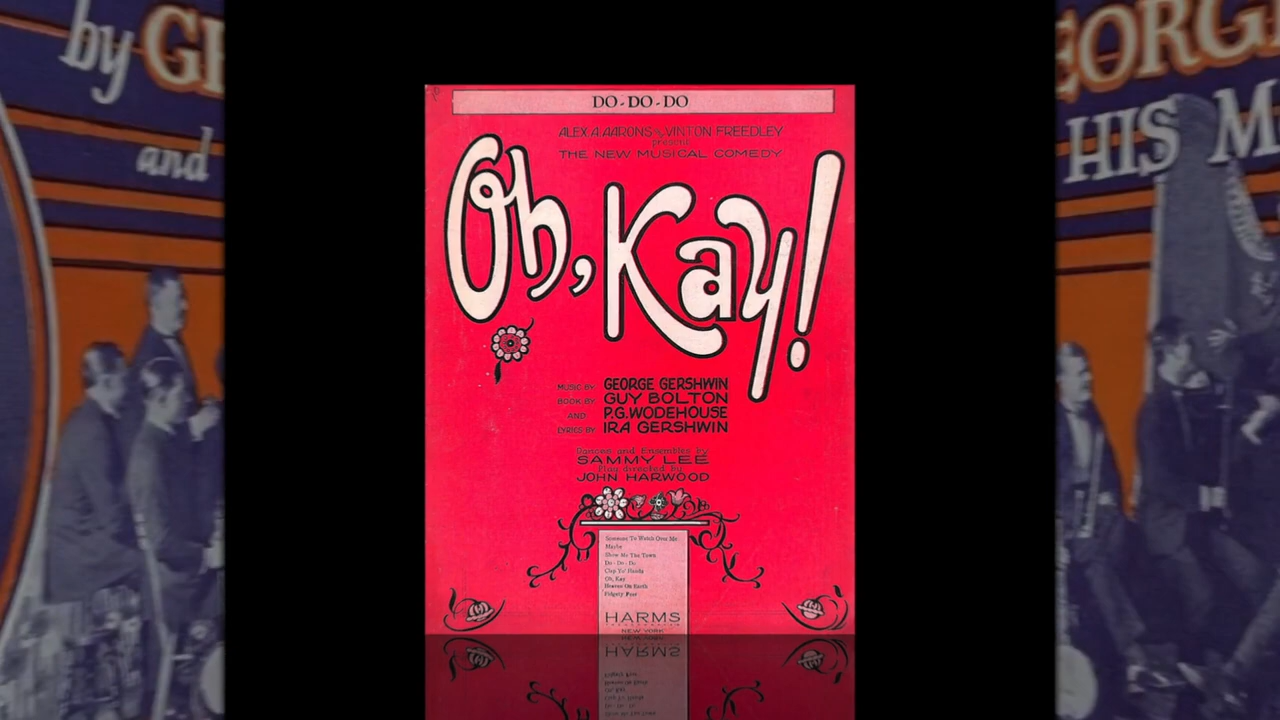 by GE
and
EORG
HIS M
DO-DO-DO
ALEX A. AARONS and VINTON FREEDLEY
present
THE NEW MUSICAL COMEDY
Oh, Kay!
MUSIC BY GEORGE GERSHWIN
BOOK BY GUY BOLTON
AND P.G. WODEHOUSE
LYRICS BY IRA GERSHWIN
Dances and Ensembles by
SAMMY LEE
Play directed by
JOHN HARWOOD
Someone To Watch Over Me
Maybe
Show Me The Town
Do-Do-Do
Clap Yo' Hands
Oh, Kay
Heaven On Earth
Fidgety Feet
HARMS
NEW YORK